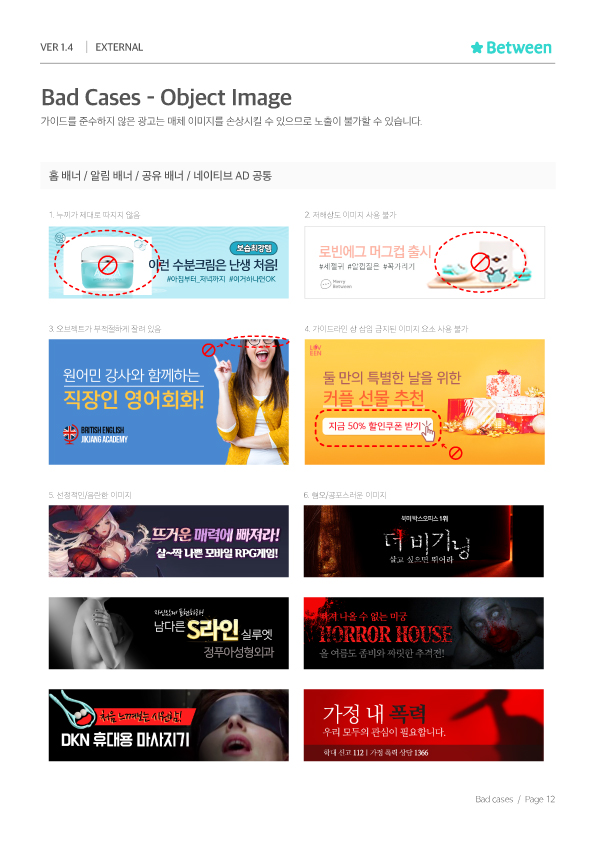 VER 1.4 | EXTERNAL
Between
Bad Cases - Object Image
가이드를 준수하지 않은 광고는 매체 이미지를 손상시킬 수 있으므로 노출이 불가할 수 있습니다.
홈 배너 / 알림 배너 / 공유 배너 / 네이티브 AD 공통
1. 누끼가 제대로 따지지 않음
보습최강템
이런 수분크림은 난생 처음!
#아침부터_저녁까지 #이거하나면OK
2. 저해상도 이미지 사용 불가
로빈에그 머그컵 출시
#세젤귀 #알껍질은 #꼭가리기
Merry
Between
3. 오브젝트가 부적절하게 잘려 있음
원어민 강사와 함께하는
직장인 영어회화!
BRITISH ENGLISH
JIKJANG ACADEMY
4. 가이드라인 상 삽입 금지된 이미지 요소 사용 불가
둘 만의 특별한 날을 위한
커플 선물 추천
지금 50% 할인쿠폰 받기
5. 선정적인/음란한 이미지
뜨거운 매력에 빠져라!
살~짝 나쁜 모바일 RPG게임!
자신있게 표현하자!
남다른 S라인 실루엣
정푸아성형외과
처음 느껴보는 시원함!
DKN 휴대용 마사지기
6. 혐오/공포스러운 이미지
북미 박스오피스 1위
더 비기닝
살고 싶으면 뛰어라
HORROR HOUSE
올 여름도 좀비와 짜릿한 추격전!
가정 내 폭력
우리 모두의 관심이 필요합니다.
학대 신고 112 | 가정 폭력 상담 1366
Bad cases / Page 12